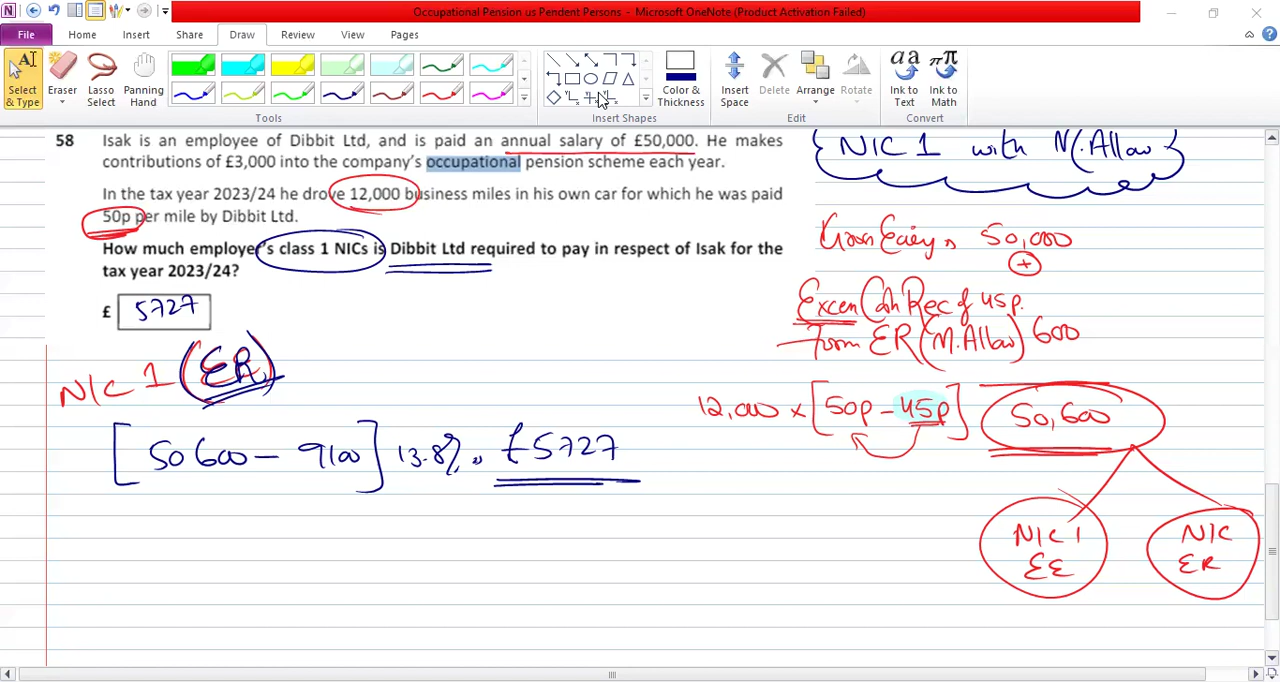 Occupational Pension us Pendent Persons – Microsoft OneNote (Product Activation Failed)
File Home Insert Share Draw Review View Pages
Select & Type Eraser Lasso Select Panning Hand
Color & Thickness Insert Space Delete Arrange Rotate Ink to Text Ink to Math
Tools Insert Shapes Edit Convert
58 Isak is an employee of Dibbit Ltd, and is paid an annual salary of £50,000. He makes
contributions of £3,000 into the company's occupational pension scheme each year.
In the tax year 2023/24 he drove 12,000 business miles in his own car for which he was paid
50p per mile by Dibbit Ltd.
How much employer's class 1 NICs is Dibbit Ltd required to pay in respect of Isak for the
tax year 2023/24?
£ 5727
NIC 1 (ER)
[50600 – 9100] 13.8% = £5727
NIC 1 with M.Allow
50,000
+
Excen Cash Rec of 45p.
from ER (M.Allow) 600
12,000 × [50p – 45p] 50,600
NIC 1 EE
NIC ER